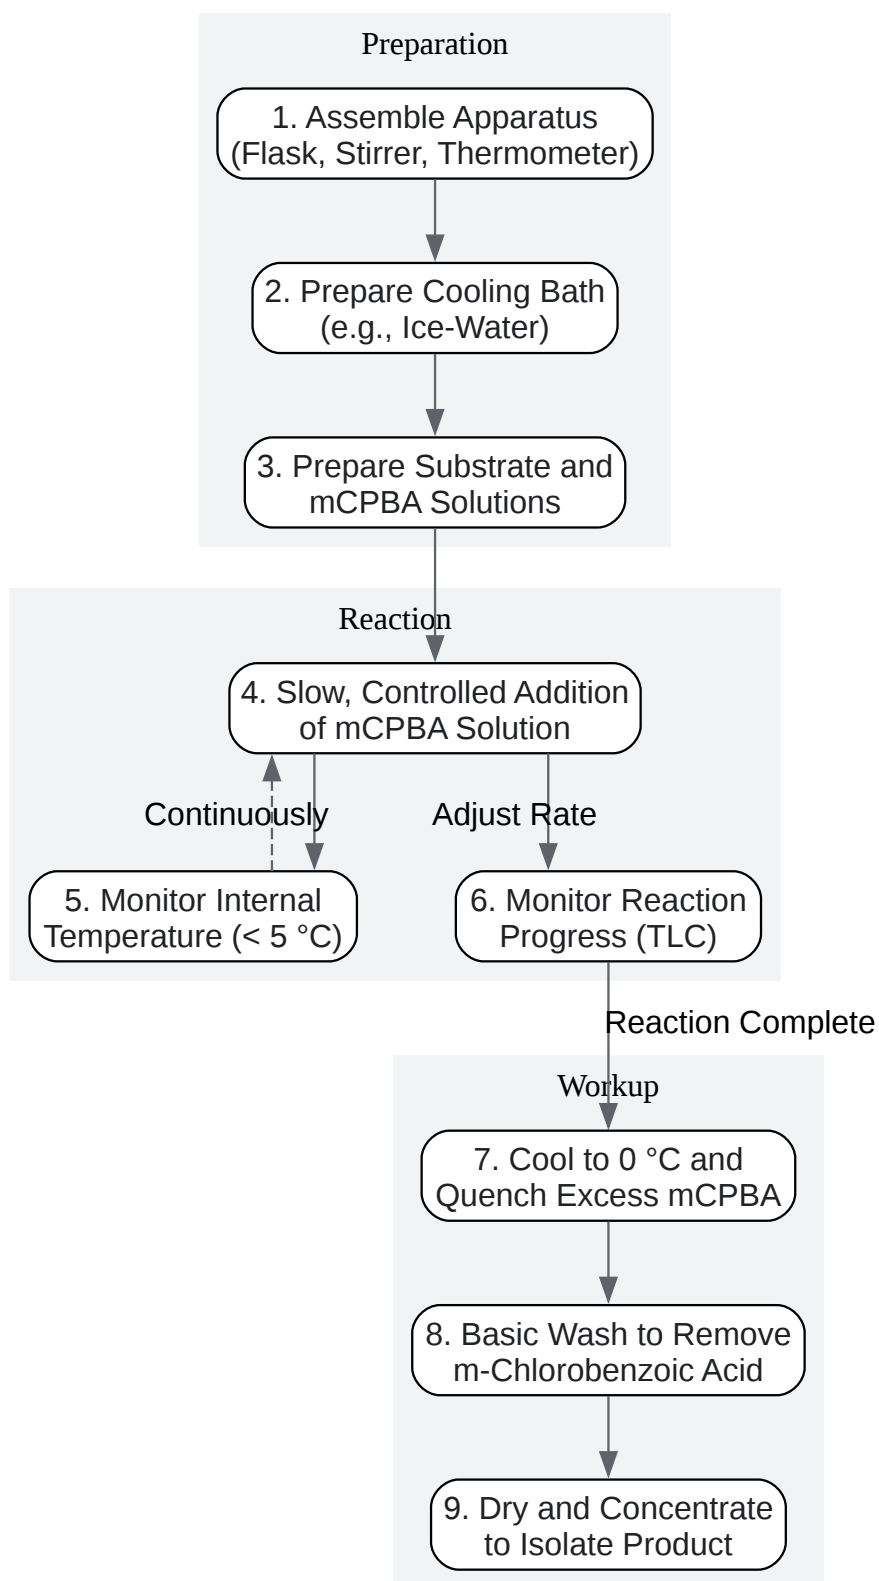 Preparation
1. Assemble Apparatus
(Flask, Stirrer, Thermometer)
2. Prepare Cooling Bath
(e.g., Ice-Water)
3. Prepare Substrate and
mCPBA Solutions
Reaction
4. Slow, Controlled Addition
of mCPBA Solution
Continuously
Adjust Rate
5. Monitor Internal
Temperature (< 5 °C)
6. Monitor Reaction
Progress (TLC)
Reaction Complete
Workup
7. Cool to 0 °C and
Quench Excess mCPBA
8. Basic Wash to Remove
m-Chlorobenzoic Acid
9. Dry and Concentrate
to Isolate Product